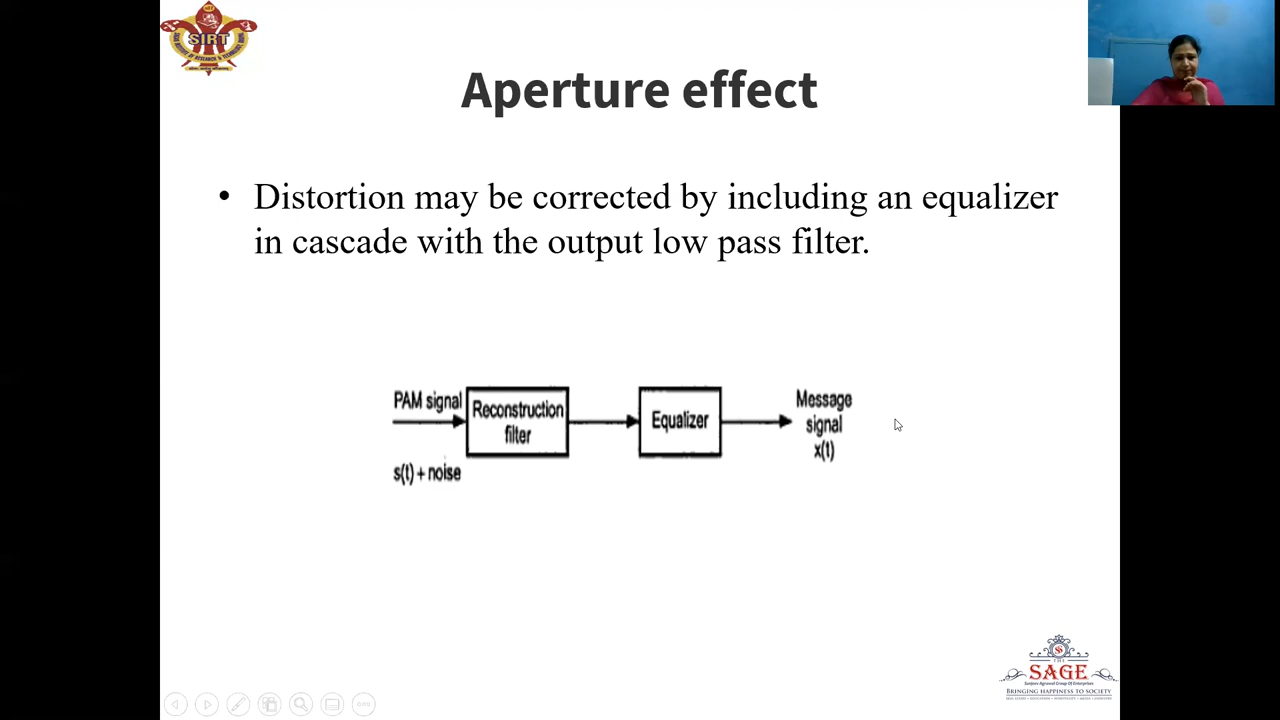 SIRT
Aperture effect
• Distortion may be corrected by including an equalizer
in cascade with the output low pass filter.
PAM signal
Reconstruction
filter
Equalizer
Message
signal
x(t)
s(t) + noise
THE
SAGE
BRINGING HAPPINESS TO SOCIETY